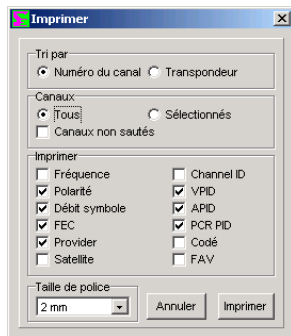 Imprimer
Tri par
Numéro du canal Transpondeur
Canaux
Tous Sélectionnés
Canaux non sautés
Imprimer
Fréquence Channel ID
Polarité VPID
Débit symbole APID
FEC PCR PID
Provider Codé
Satellite FAV
Taille de police
2 mm Annuler Imprimer